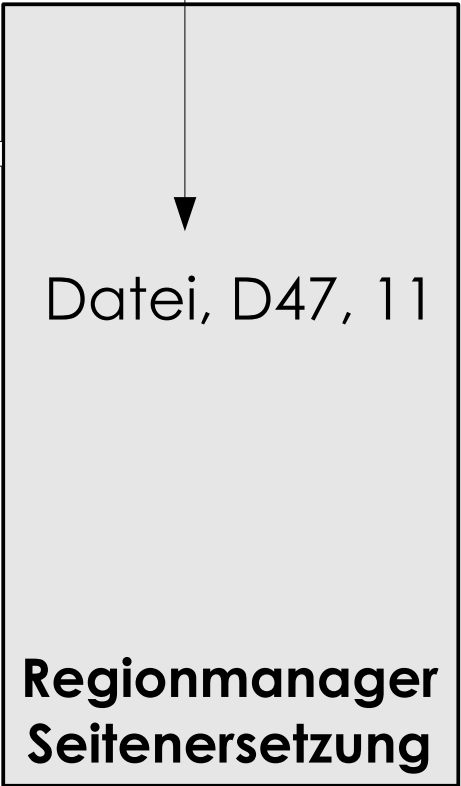 Datei, D47, 11
Regionmanager
Seitenersetzung